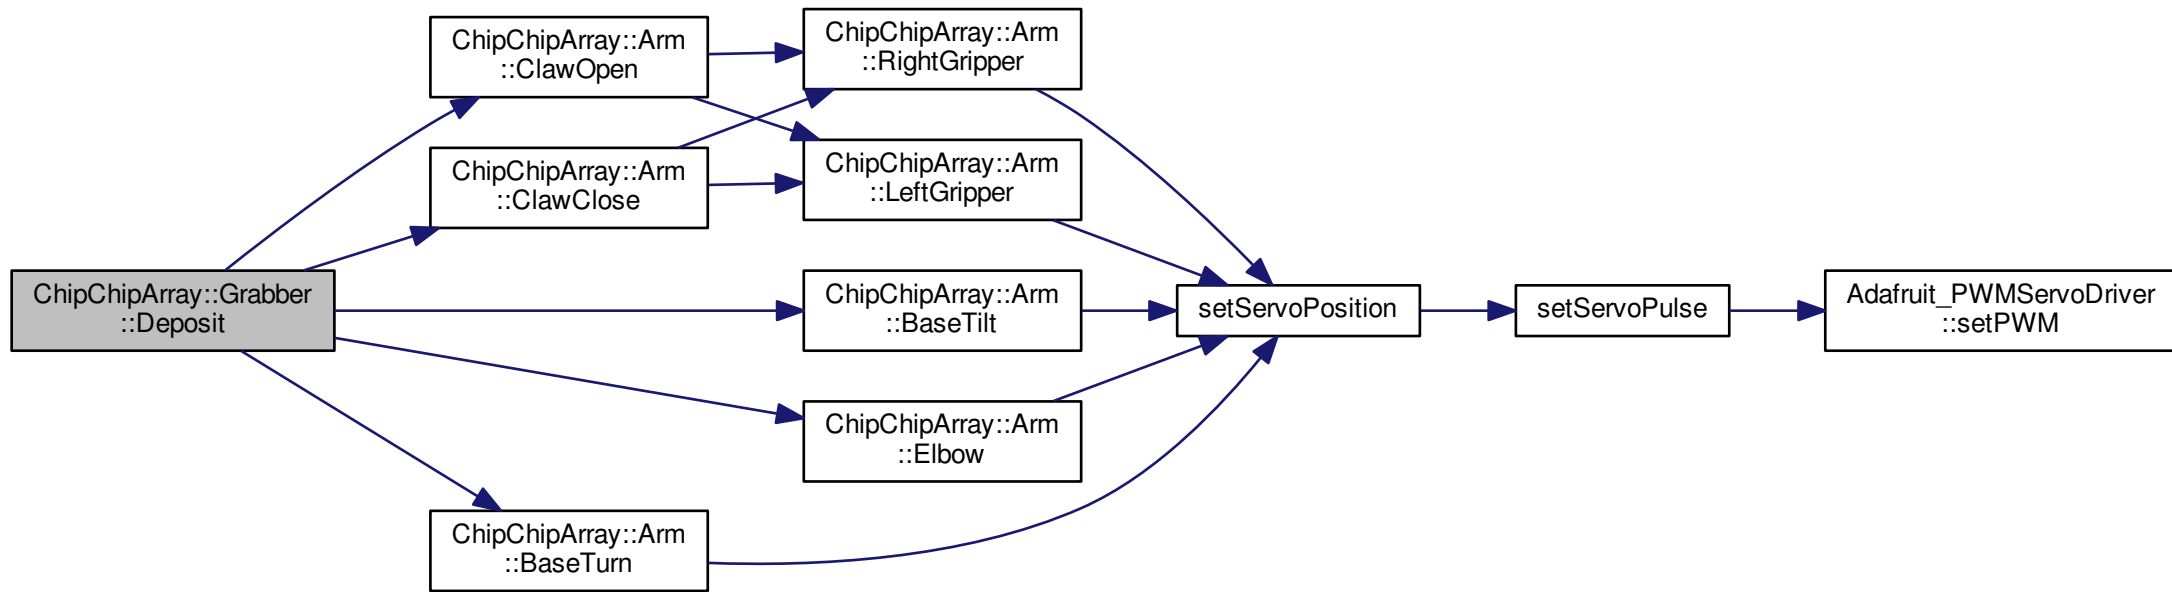 ChipChipArray::Grabber
::Deposit
ChipChipArray::Arm
::ClawOpen
ChipChipArray::Arm
::ClawClose
ChipChipArray::Arm
::BaseTurn
ChipChipArray::Arm
::RightGripper
ChipChipArray::Arm
::LeftGripper
ChipChipArray::Arm
::BaseTilt
ChipChipArray::Arm
::Elbow
setServoPosition
setServoPulse
Adafruit_PWMServoDriver
::setPWM